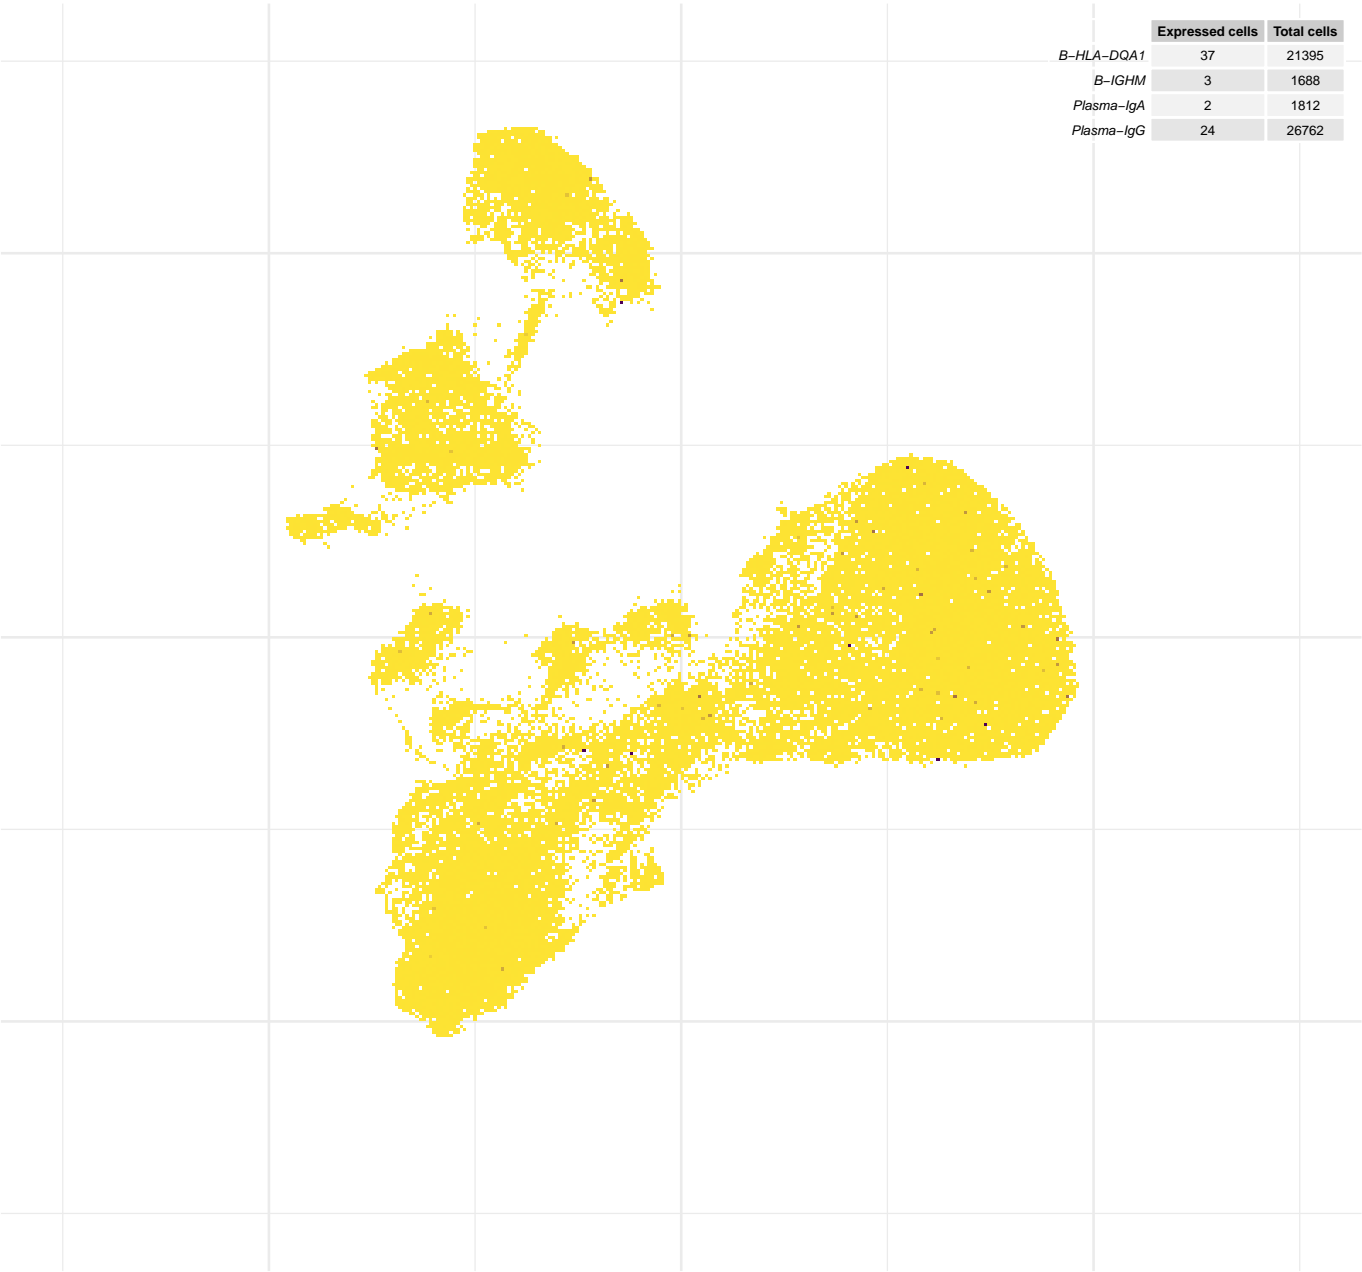 Expressed cells Total cells
B−HLA−DQA1 37 21395
B−IGHM 3 1688
Plasma−IgA 2 1812
Plasma−IgG 24 26762